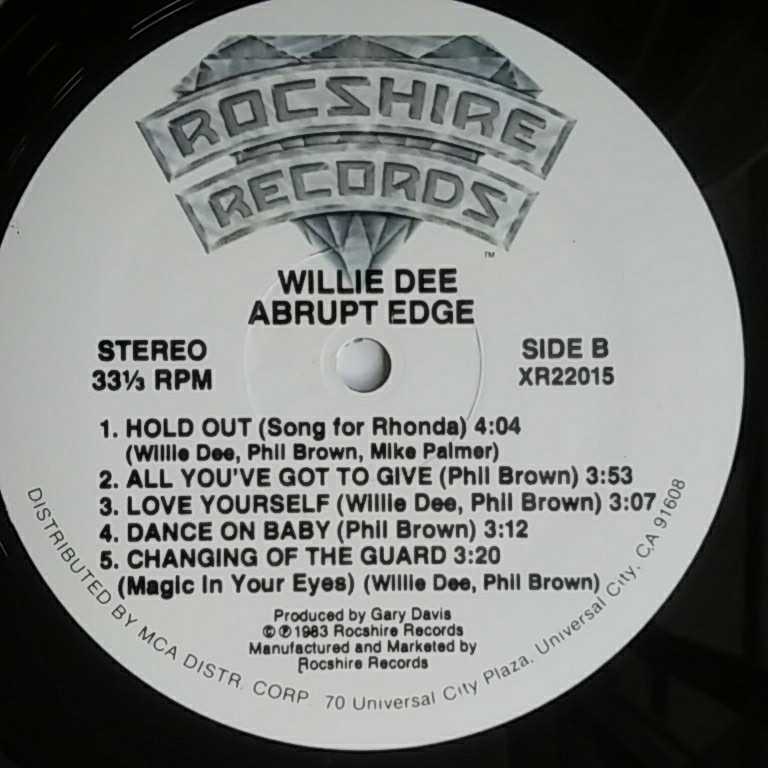 ROCSHIRE
RECORDS
TM
WILLIE DEE
ABRUPT EDGE
STEREO
33⅓ RPM
SIDE B
XR22015
1. HOLD OUT (Song for Rhonda) 4:04
(Willie Dee, Phil Brown, Mike Palmer)
2. ALL YOU'VE GOT TO GIVE (Phil Brown) 3:53
3. LOVE YOURSELF (Willie Dee, Phil Brown) 3:07
4. DANCE ON BABY (Phil Brown) 3:12
5. CHANGING OF THE GUARD 3:20
(Magic In Your Eyes) (Willie Dee, Phil Brown)
Produced by Gary Davis
© ℗ 1983 Rocshire Records
Manufactured and Marketed by
Rocshire Records
DISTRIBUTED BY MCA DISTR. CORP. 70 Universal City Plaza, Universal City, CA 91608